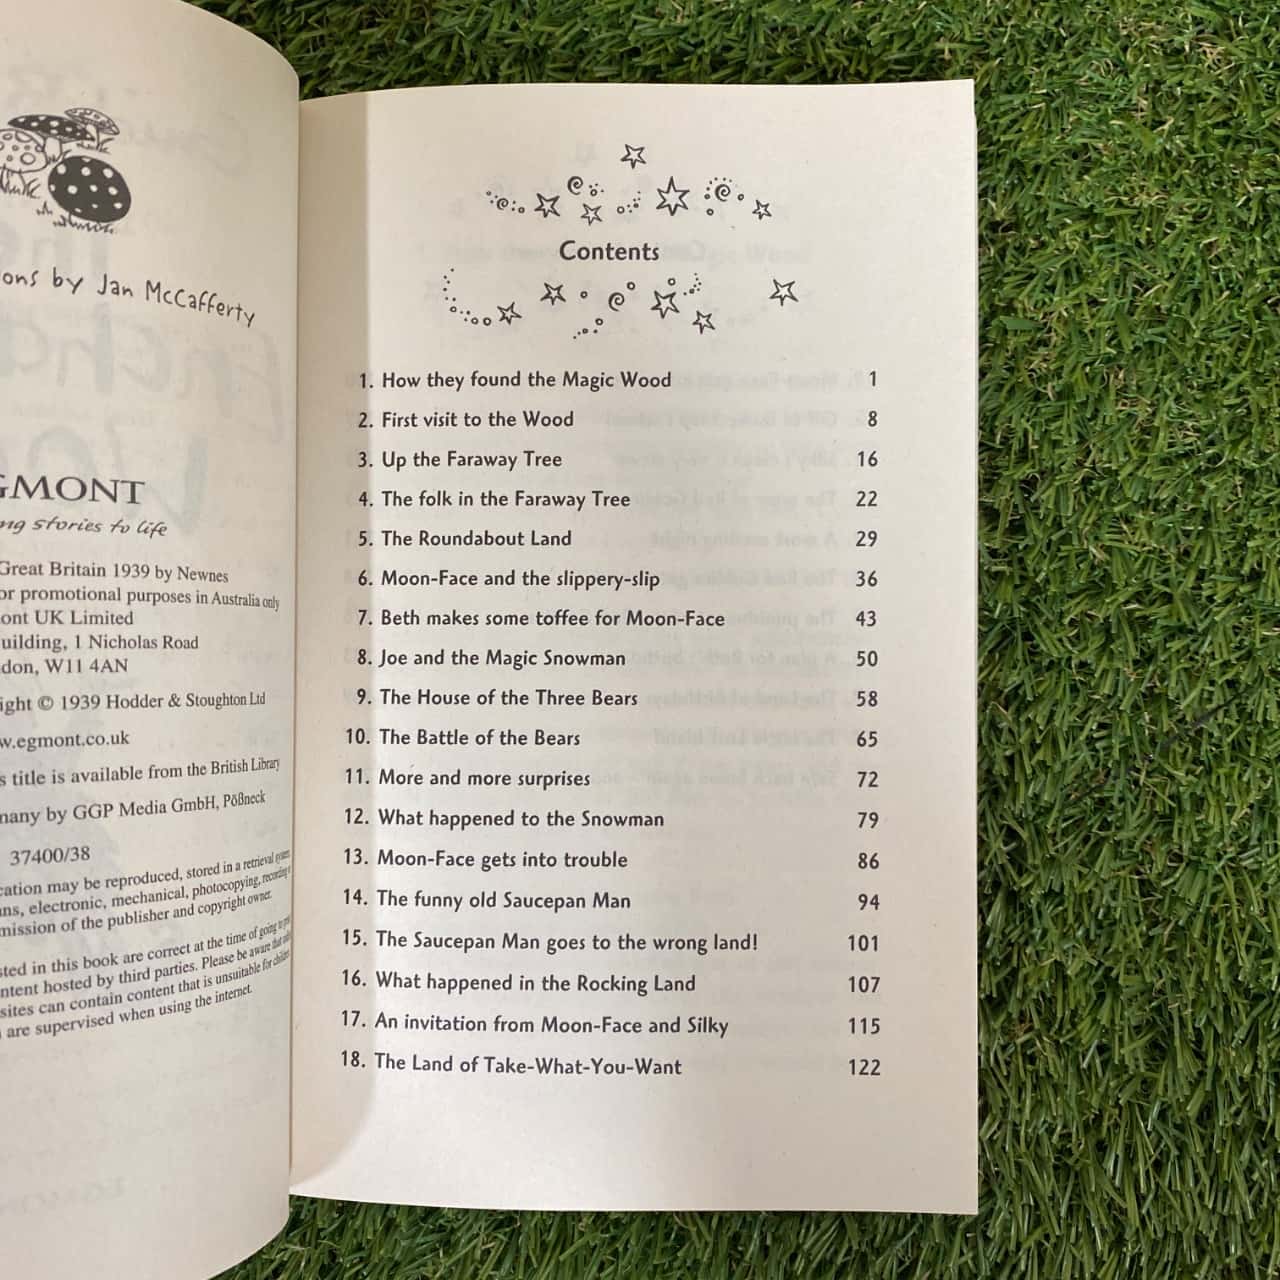 ons by Jan McCafferty
GMONT
ng stories to life
Great Britain 1939 by Newnes
or promotional purposes in Australia only
ont UK Limited
uilding, 1 Nicholas Road
don, W11 4AN
ight © 1939 Hodder & Stoughton Ltd
w.egmont.co.uk
s title is available from the British Library
many by GGP Media GmbH, Pößneck
37400/38
cation may be reproduced, stored in a retrieval system
ns, electronic, mechanical, photocopying, recording
mission of the publisher and copyright owner.
sted in this book are correct at the time of going to
ntent hosted by third parties. Please be aware that
sites can contain content that is unsuitable for
are supervised when using the internet.
Contents
1. How they found the Magic Wood 1
2. First visit to the Wood 8
3. Up the Faraway Tree 16
4. The folk in the Faraway Tree 22
5. The Roundabout Land 29
6. Moon-Face and the slippery-slip 36
7. Beth makes some toffee for Moon-Face 43
8. Joe and the Magic Snowman 50
9. The House of the Three Bears 58
10. The Battle of the Bears 65
11. More and more surprises 72
12. What happened to the Snowman 79
13. Moon-Face gets into trouble 86
14. The funny old Saucepan Man 94
15. The Saucepan Man goes to the wrong land! 101
16. What happened in the Rocking Land 107
17. An invitation from Moon-Face and Silky 115
18. The Land of Take-What-You-Want 122